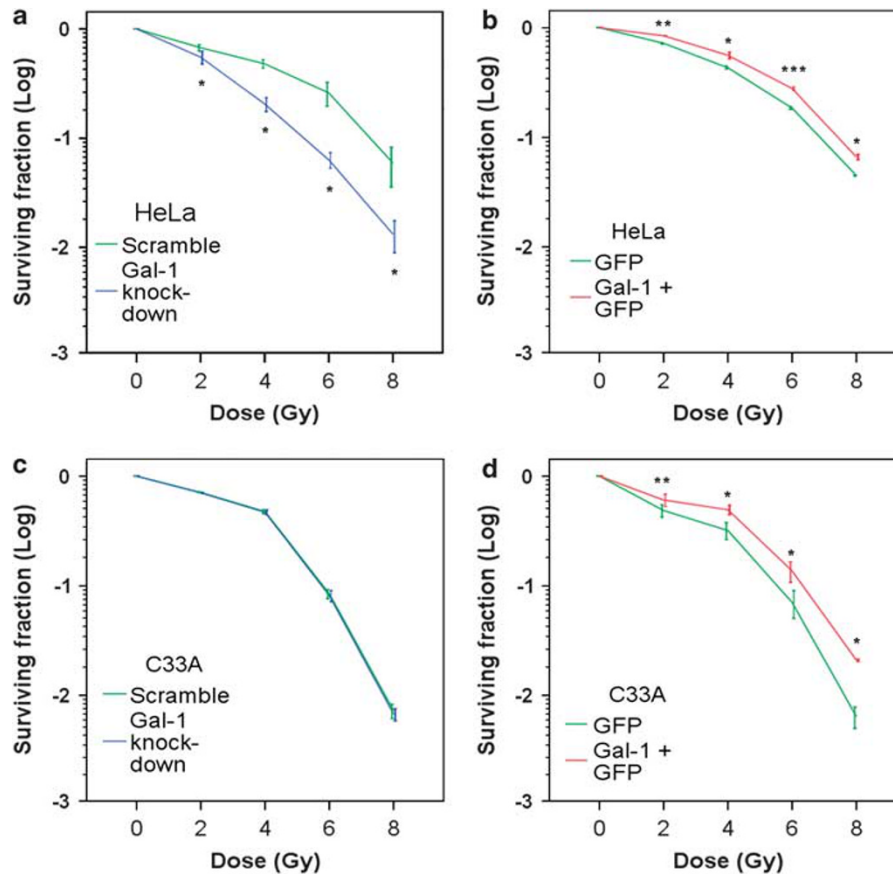 a
Surviving fraction (Log)
-0
-1
-2
-3
*
*
*
*
HeLa
Scramble
Gal-1
knock-
down
0 2 4 6 8
Dose (Gy)
b
Surviving fraction (Log)
-0
-1
-2
-3
**
*
***
*
HeLa
GFP
Gal-1 +
GFP
0 2 4 6 8
Dose (Gy)
c
Surviving fraction (Log)
0
-1
-2
-3
C33A
Scramble
Gal-1
knock-
down
0 2 4 6 8
Dose (Gy)
d
Surviving fraction (Log)
0
-1
-2
-3
**
*
*
*
C33A
GFP
Gal-1 +
GFP
0 2 4 6 8
Dose (Gy)